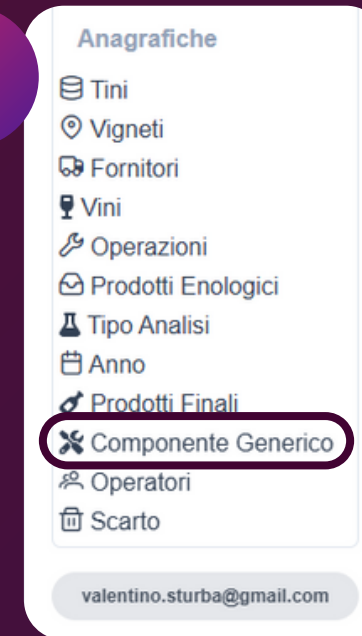 Anagrafiche
Tini
Vigneti
Fornitori
Vini
Operazioni
Prodotti Enologici
Tipo Analisi
Anno
Prodotti Finali
Componente Generico
Operatori
Scarto
valentino.sturba@gmail.com